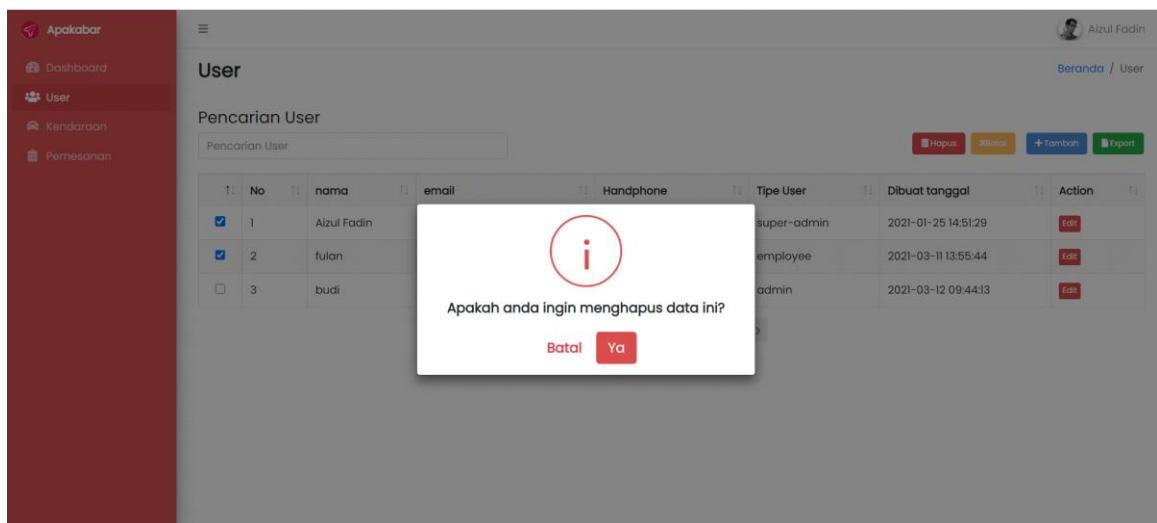 Apakabar
Aizul Fadin
Dashboard
User
Kendaraan
Pemesanan
User
Beranda / User
Pencarian User
Pencarian User
Hapus Batal Tambah Export
No nama email Handphone Tipe User Dibuat tanggal Action
1 Aizul Fadin super-admin 2021-01-25 14:51:29 Edit
2 fulan employee 2021-03-11 13:55:44 Edit
3 budi admin 2021-03-12 09:44:13 Edit
i
Apakah anda ingin menghapus data ini?
Batal Ya